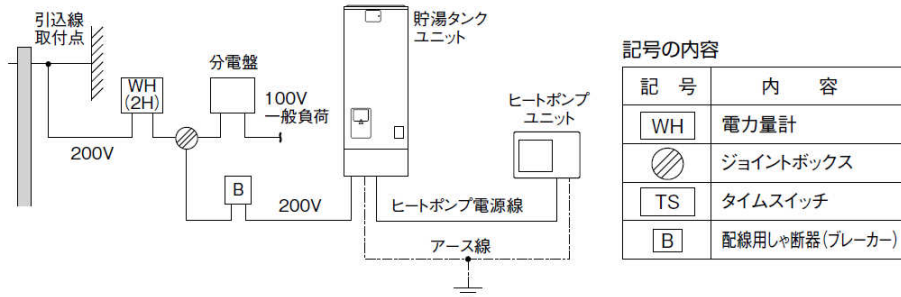 引込線
取付点
WH
(2H)
200V
分電盤
100V
一般負荷
B
200V
貯湯タンク
ユニット
ヒートポンプ
ユニット
ヒートポンプ電源線
アース線
記号の内容
記 号 内 容
WH 電力量計
ジョイントボックス
TS タイムスイッチ
B 配線用しゃ断器(ブレーカー)